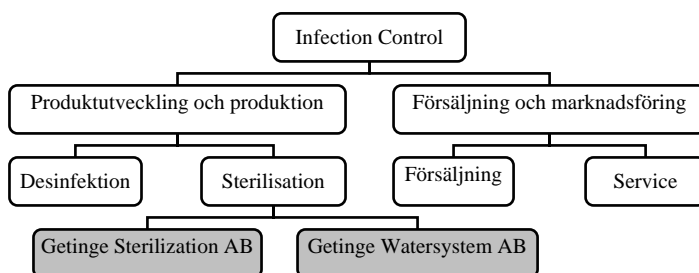 Infection Control
Produktutveckling och produktion
Försäljning och marknadsföring
Desinfektion
Sterilisation
Försäljning
Service
Getinge Sterilization AB
Getinge Watersystem AB